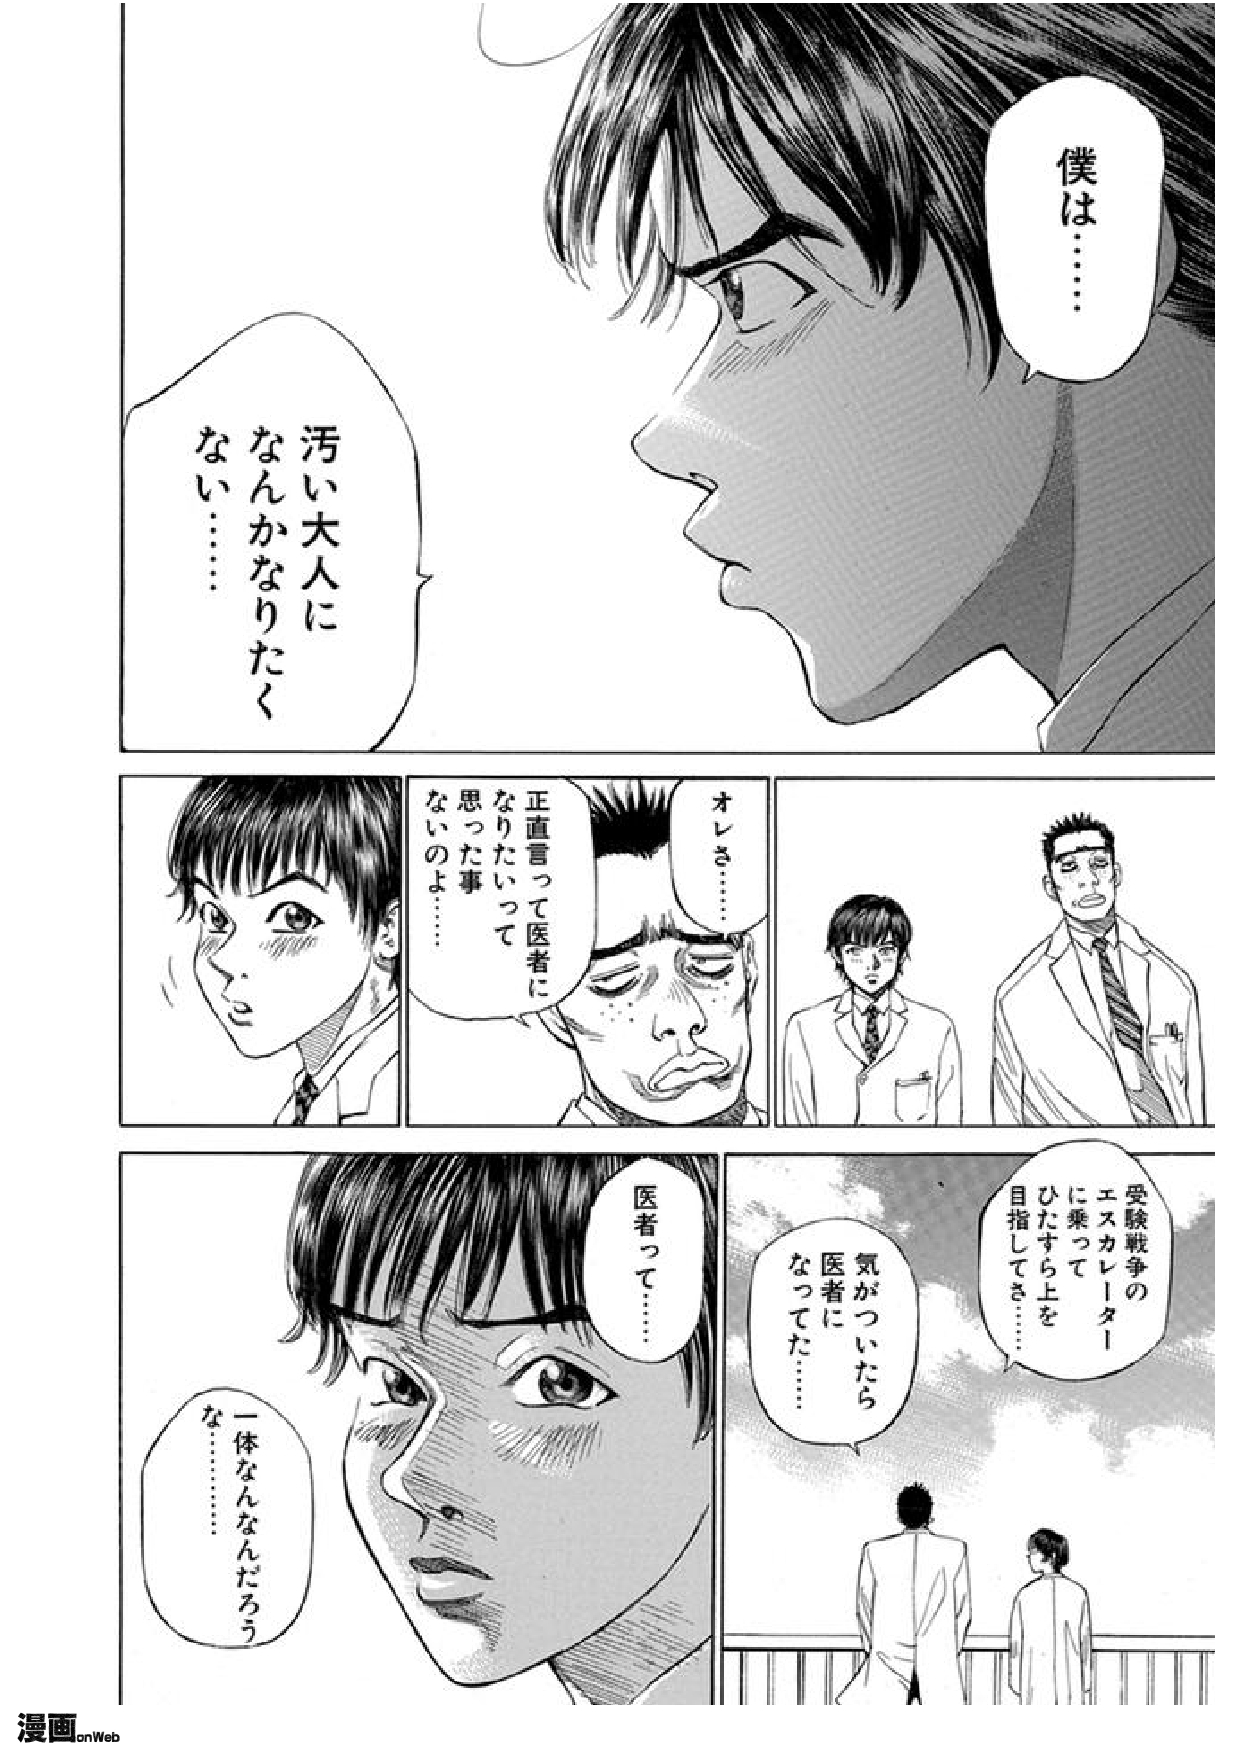 僕は……
汚い大人に
なんかなりたく
ない……
オレさ……
正直言って医者に
なりたいって
思った事
ないのよ……
受験戦争の
エスカレーター
に乗って
ひたすら上を
目指してさ……
気がついたら
医者に
なってた……
医者って……
一体なんなんだろう
な…………
漫画onWeb